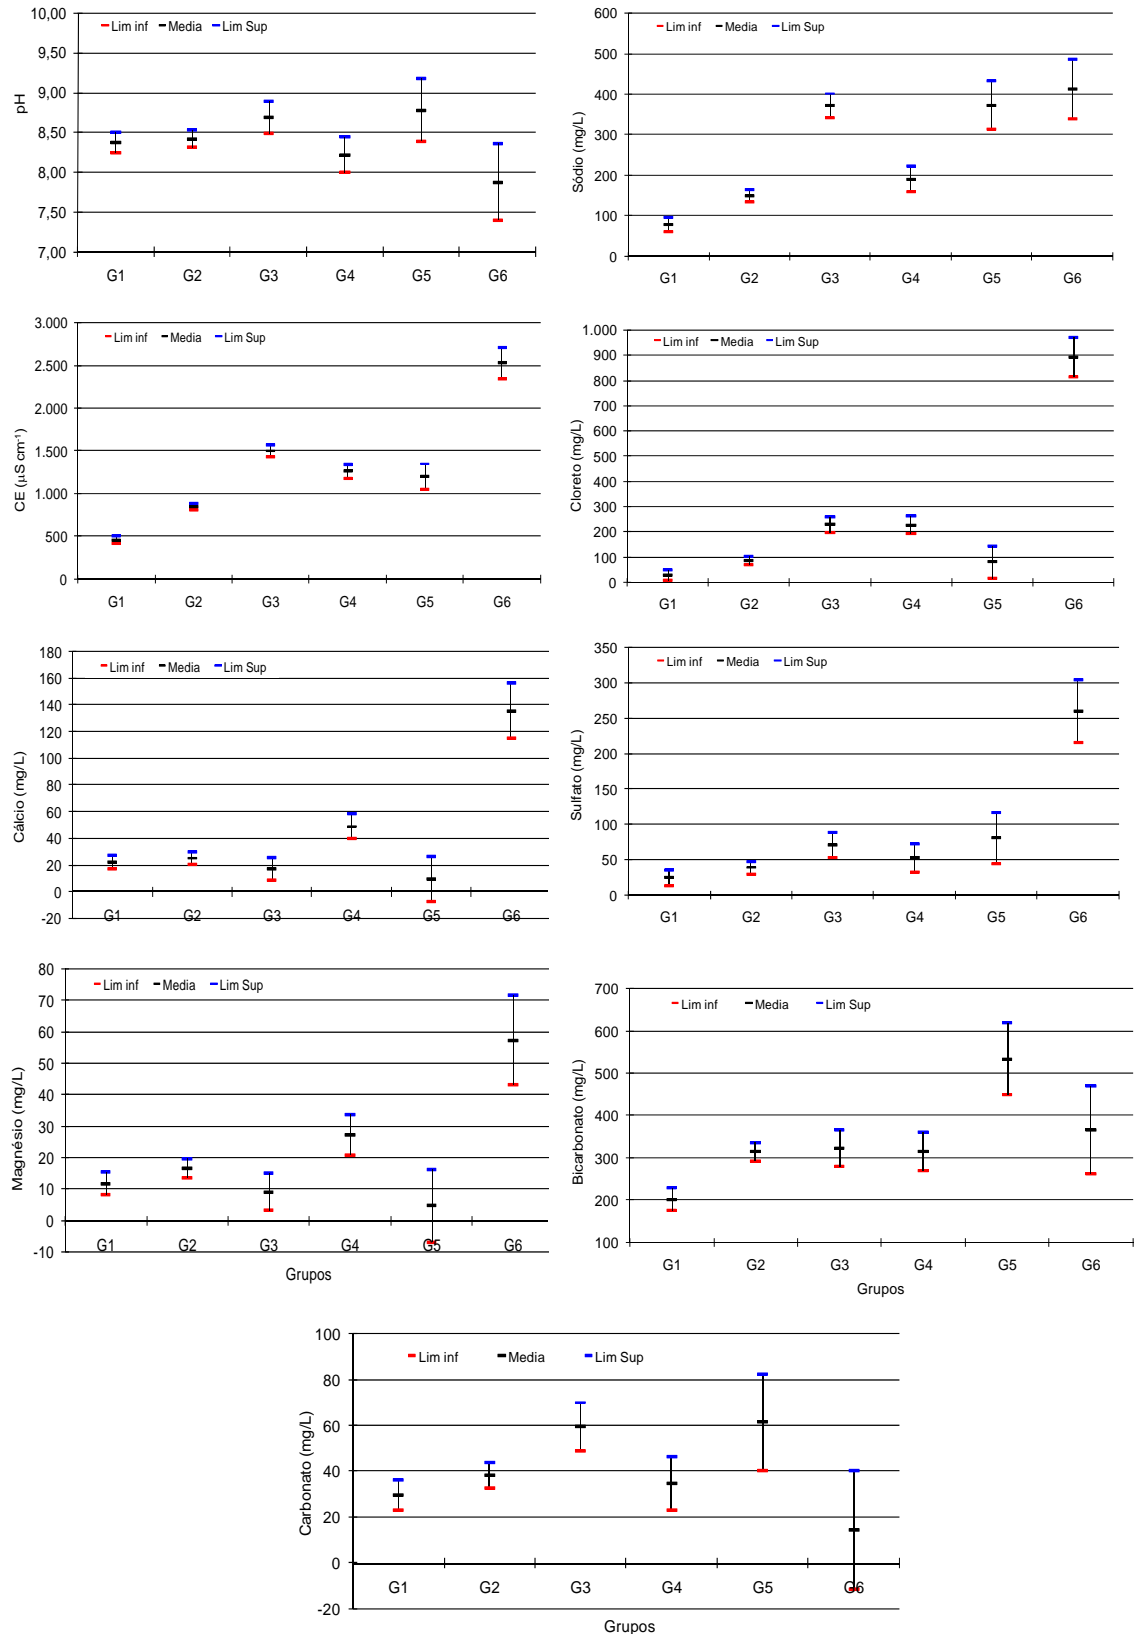 10,00
9,50
9,00
8,50
8,00
7,50
7,00
pH
Lim inf Media Lim Sup
G1 G2 G3 G4 G5 G6
600
500
400
300
200
100
0
Sódio (mg/L)
Lim inf Media Lim Sup
G1 G2 G3 G4 G5 G6
3.000
2.500
2.000
1.500
1.000
500
0
CE (µS cm⁻¹)
Lim inf Media Lim Sup
G1 G2 G3 G4 G5 G6
1.000
900
800
700
600
500
400
300
200
100
0
Cloreto (mg/L)
Lim inf Media Lim Sup
G1 G2 G3 G4 G5 G6
180
160
140
120
100
80
60
40
20
0
-20
Cálcio (mg/L)
Lim inf Media Lim Sup
G1 G2 G3 G4 G5 G6
350
300
250
200
150
100
50
0
Sulfato (mg/L)
Lim inf Media Lim Sup
G1 G2 G3 G4 G5 G6
80
70
60
50
40
30
20
10
0
-10
Magnésio (mg/L)
Lim inf Media Lim Sup
G1 G2 G3 G4 G5 G6
Grupos
700
600
500
400
300
200
100
Bicarbonato (mg/L)
Lim inf Media Lim Sup
G1 G2 G3 G4 G5 G6
Grupos
100
80
60
40
20
0
-20
Carbonato (mg/L)
Lim inf Media Lim Sup
G1 G2 G3 G4 G5 G6
Grupos